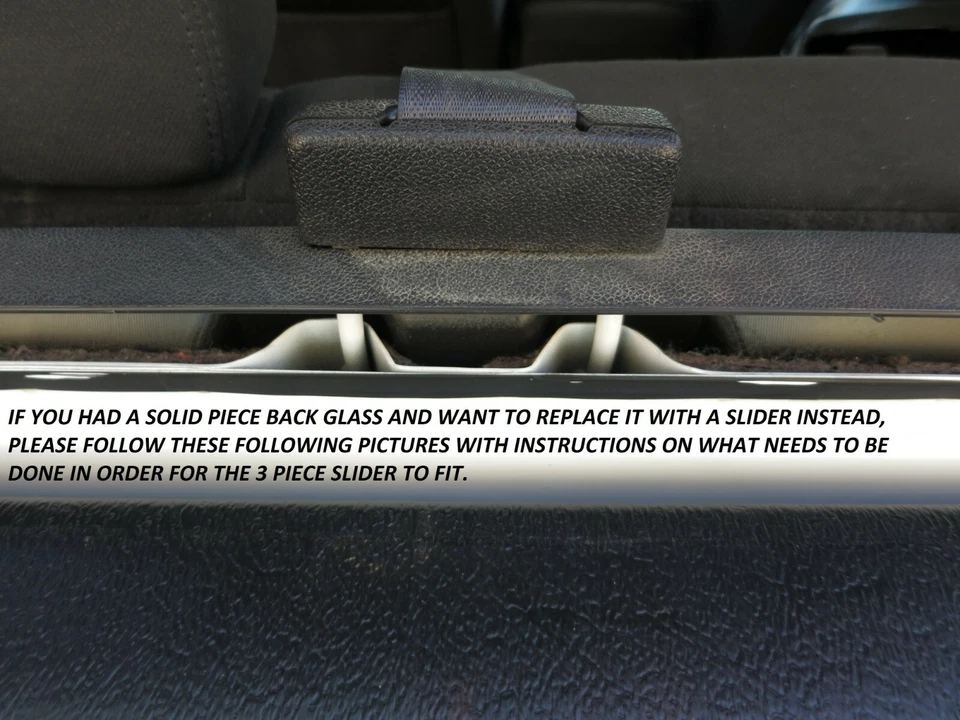 IF YOU HAD A SOLID PIECE BACK GLASS AND WANT TO REPLACE IT WITH A SLIDER INSTEAD,
PLEASE FOLLOW THESE FOLLOWING PICTURES WITH INSTRUCTIONS ON WHAT NEEDS TO BE
DONE IN ORDER FOR THE 3 PIECE SLIDER TO FIT.